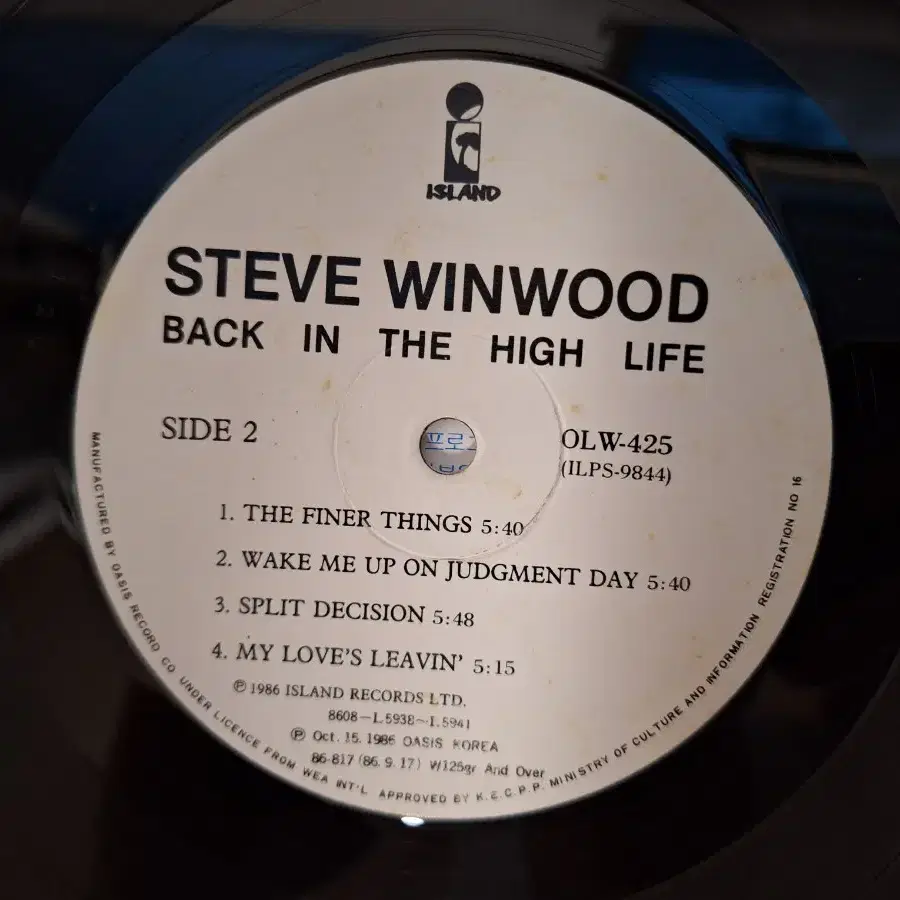 ISLAND
STEVE WINWOOD
BACK IN THE HIGH LIFE
SIDE 2
OLW-425
(ILPS-9844)
프로
1. THE FINER THINGS 5:40
2. WAKE ME UP ON JUDGMENT DAY 5:40
3. SPLIT DECISION 5:48
4. MY LOVE'S LEAVIN' 5:15
℗ 1986 ISLAND RECORDS LTD.
8608-L5938~L5941
℗ Oct. 15. 1986 OASIS KOREA
86-817 (86. 9. 17) W125gr And Over
MANUFACTURED BY OASIS RECORD CO UNDER LICENCE FROM WEA INT'L APPROVED BY K.E.C.P.P. MINISTRY OF CULTURE AND INFORMATION REGISTRATION NO 16